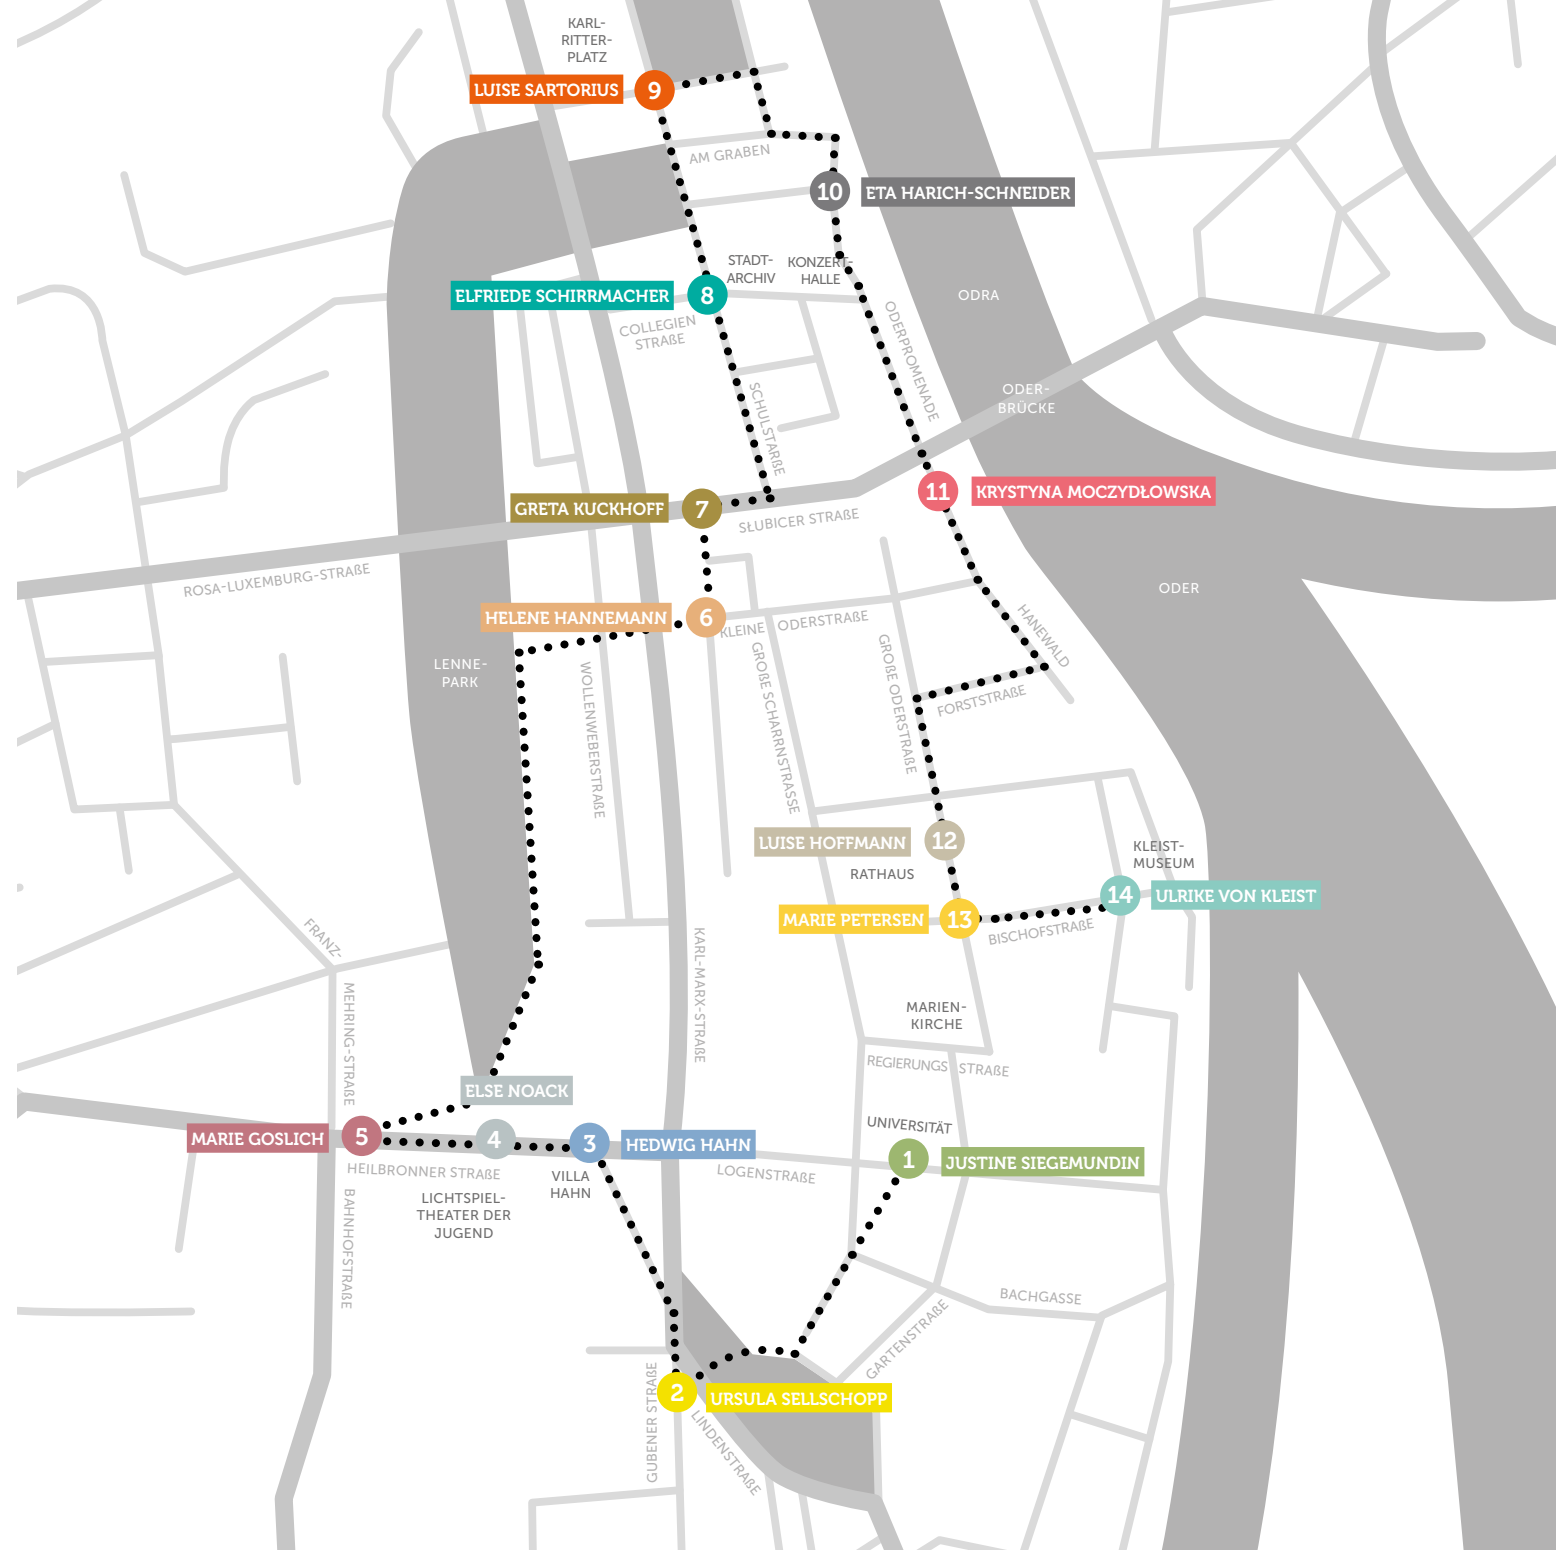 KARL-
RITTER-
PLATZ
LUISE SARTORIUS
9
AM GRABEN
10
ETA HARICH-SCHNEIDER
STADT-
ARCHIV
KONZERT-
HALLE
ELFRIEDE SCHIRRMACHER
8
ODRA
COLLEGIEN
STRAßE
ODERPROMENADE
SCHULSTARßE
ODER-
BRÜCKE
GRETA KUCKHOFF
7
11
KRYSTYNA MOCZYDŁOWSKA
SŁUBICER STRAßE
ROSA-LUXEMBURG-STRAßE
ODER
HELENE HANNEMANN
6
KLEINE ODERSTRAßE
HANEWALD
LENNE-
PARK
WOLLENWEBERSTRAßE
GROßE SCHARRNSTRASSE
GROßE ODERSTRAßE
FORSTSTRAßE
LUISE HOFFMANN
12
RATHAUS
KLEIST-
MUSEUM
14
ULRIKE VON KLEIST
MARIE PETERSEN
13
BISCHOFSTRAßE
FRANZ-
MEHRING-STRAßE
KARL-MARX-STRAßE
MARIEN-
KIRCHE
REGIERUNGS STRAßE
ELSE NOACK
UNIVERSITÄT
MARIE GOSLICH
5
4
3
HEDWIG HAHN
1
JUSTINE SIEGEMUNDIN
HEILBRONNER STRAßE
LOGENSTRAßE
VILLA
HAHN
LICHTSPIEL-
THEATER DER
JUGEND
BAHNHOFSTRAßE
BACHGASSE
GARTENSTRAßE
2
URSULA SELLSCHOPP
GUBENER STRAßE
LINDENSTRAßE